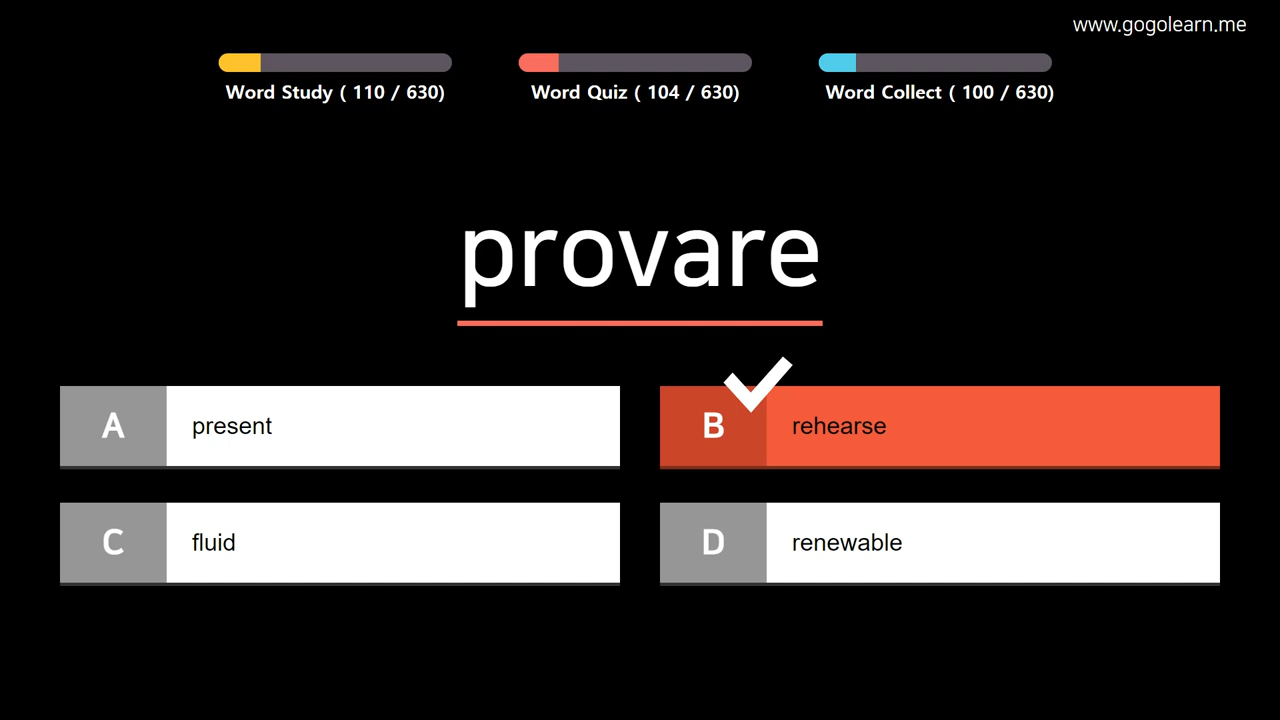 www.gogolearn.me
Word Study ( 110 / 630)
Word Quiz ( 104 / 630)
Word Collect ( 100 / 630)
provare
A present
B rehearse
C fluid
D renewable